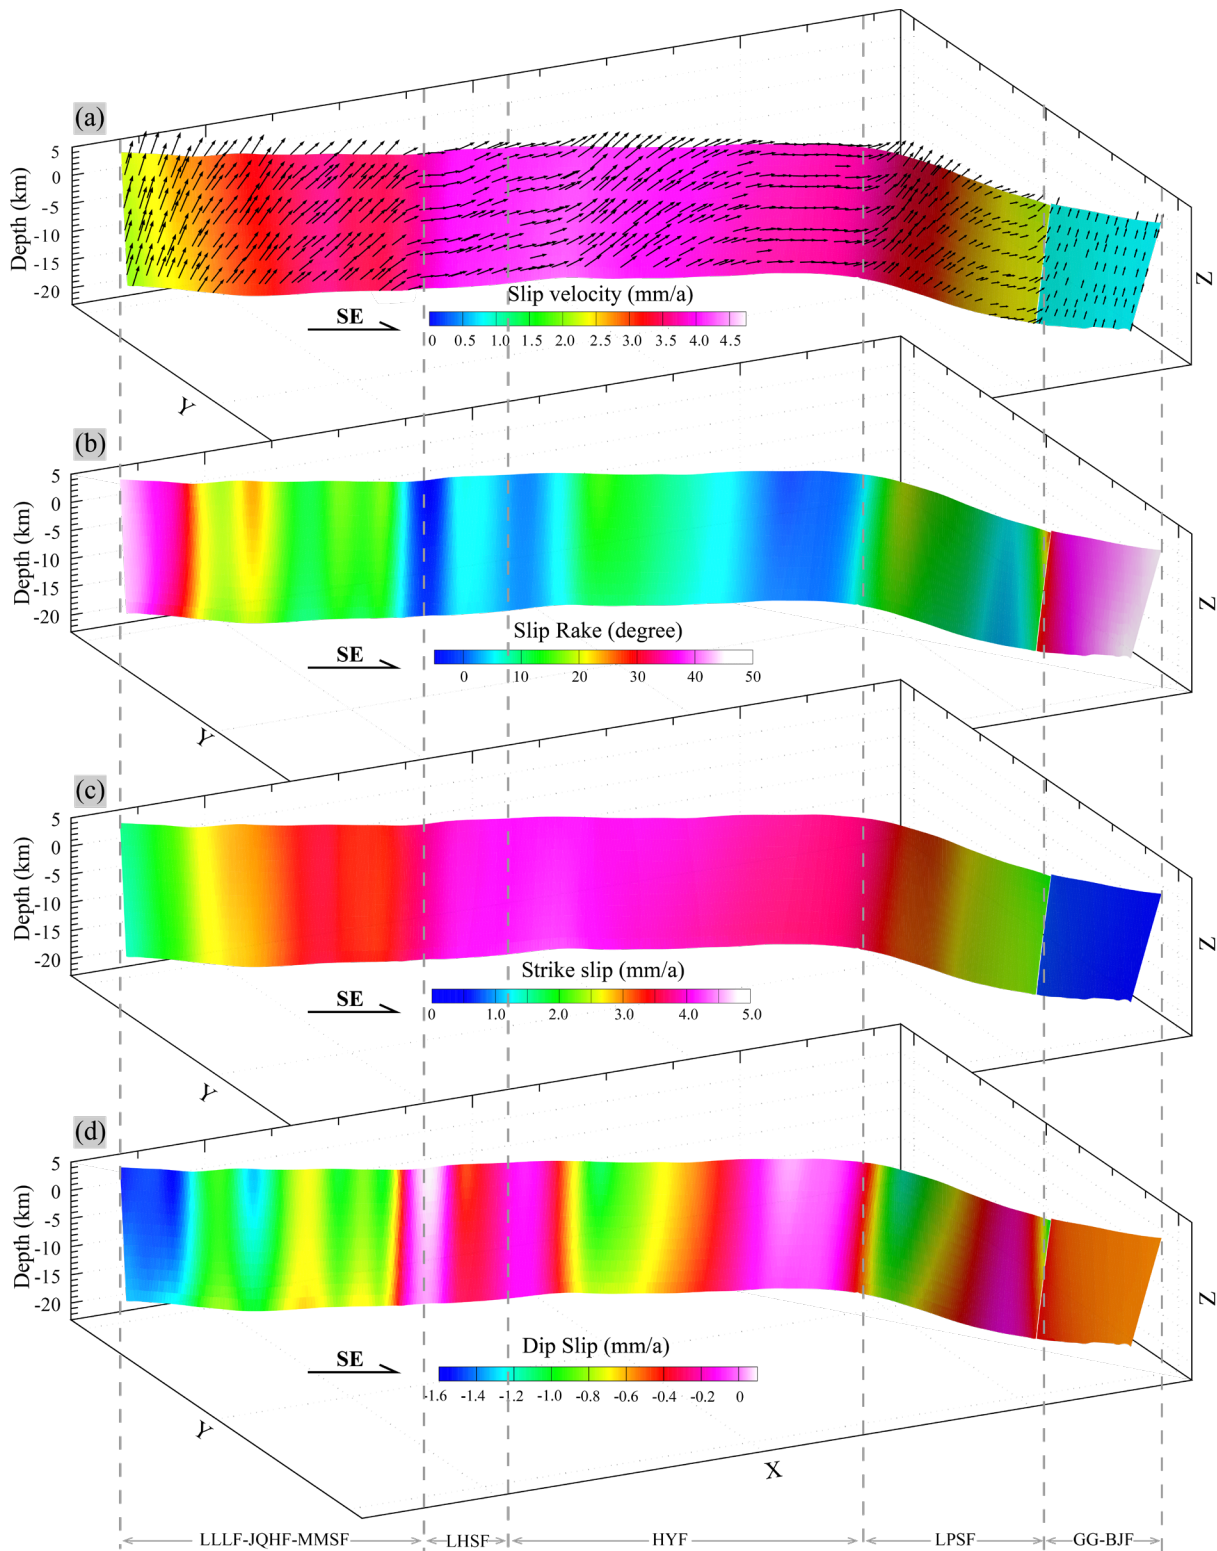 (a)
5
0
-5
-10
-15
-20
Depth (km)
Z
Slip velocity (mm/a)
SE
0 0.5 1.0 1.5 2.0 2.5 3.0 3.5 4.0 4.5
Y
(b)
5
0
-5
-10
-15
-20
Depth (km)
Z
Slip Rake (degree)
SE
0 10 20 30 40 50
Y
(c)
5
0
-5
-10
-15
-20
Depth (km)
Z
Strike slip (mm/a)
SE
0 1.0 2.0 3.0 4.0 5.0
Y
(d)
5
0
-5
-10
-15
-20
Depth (km)
Z
Dip Slip (mm/a)
SE
-1.6 -1.4 -1.2 -1.0 -0.8 -0.6 -0.4 -0.2 0
Y
X
LLLF-JQHF-MMSF LHSF HYF LPSF GG-BJF